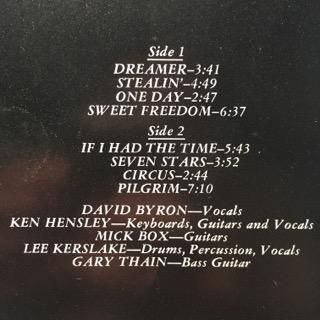 Side 1
DREAMER–3:41
STEALIN'–4:49
ONE DAY–2:47
SWEET FREEDOM–6:37
Side 2
IF I HAD THE TIME–5:43
SEVEN STARS–3:52
CIRCUS–2:44
PILGRIM–7:10
DAVID BYRON—Vocals
KEN HENSLEY—Keyboards, Guitars and Vocals
MICK BOX—Guitars
LEE KERSLAKE—Drums, Percussion, Vocals
GARY THAIN—Bass Guitar